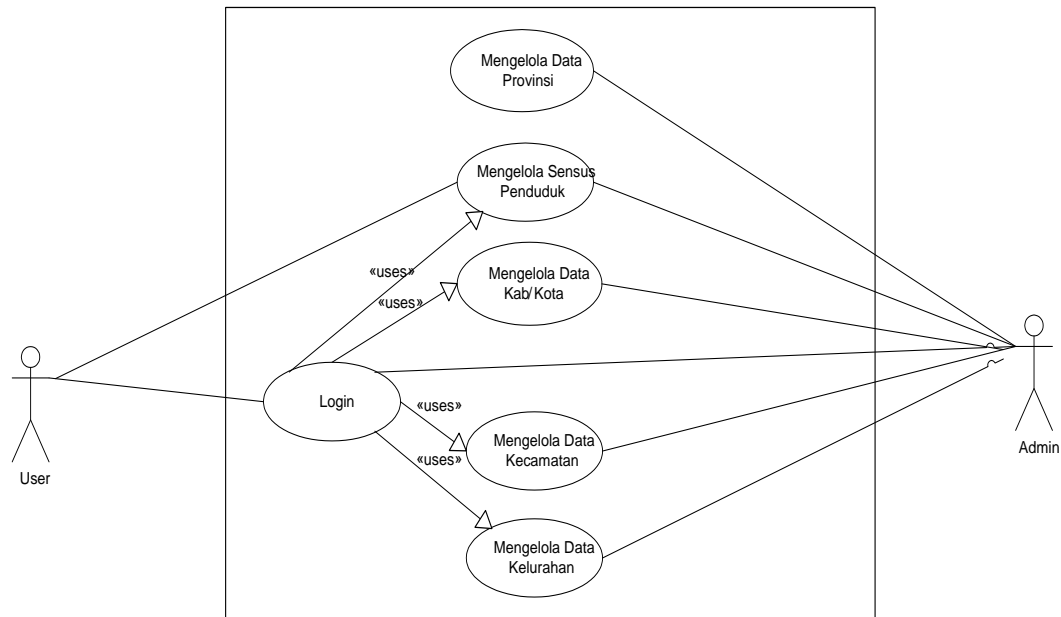 Mengelola Data
Provinsi
Mengelola Sensus
Penduduk
«uses»
Mengelola Data
Kab/Kota
«uses»
User
Login
«uses»
Mengelola Data
Kecamatan
«uses»
Mengelola Data
Kelurahan
Admin